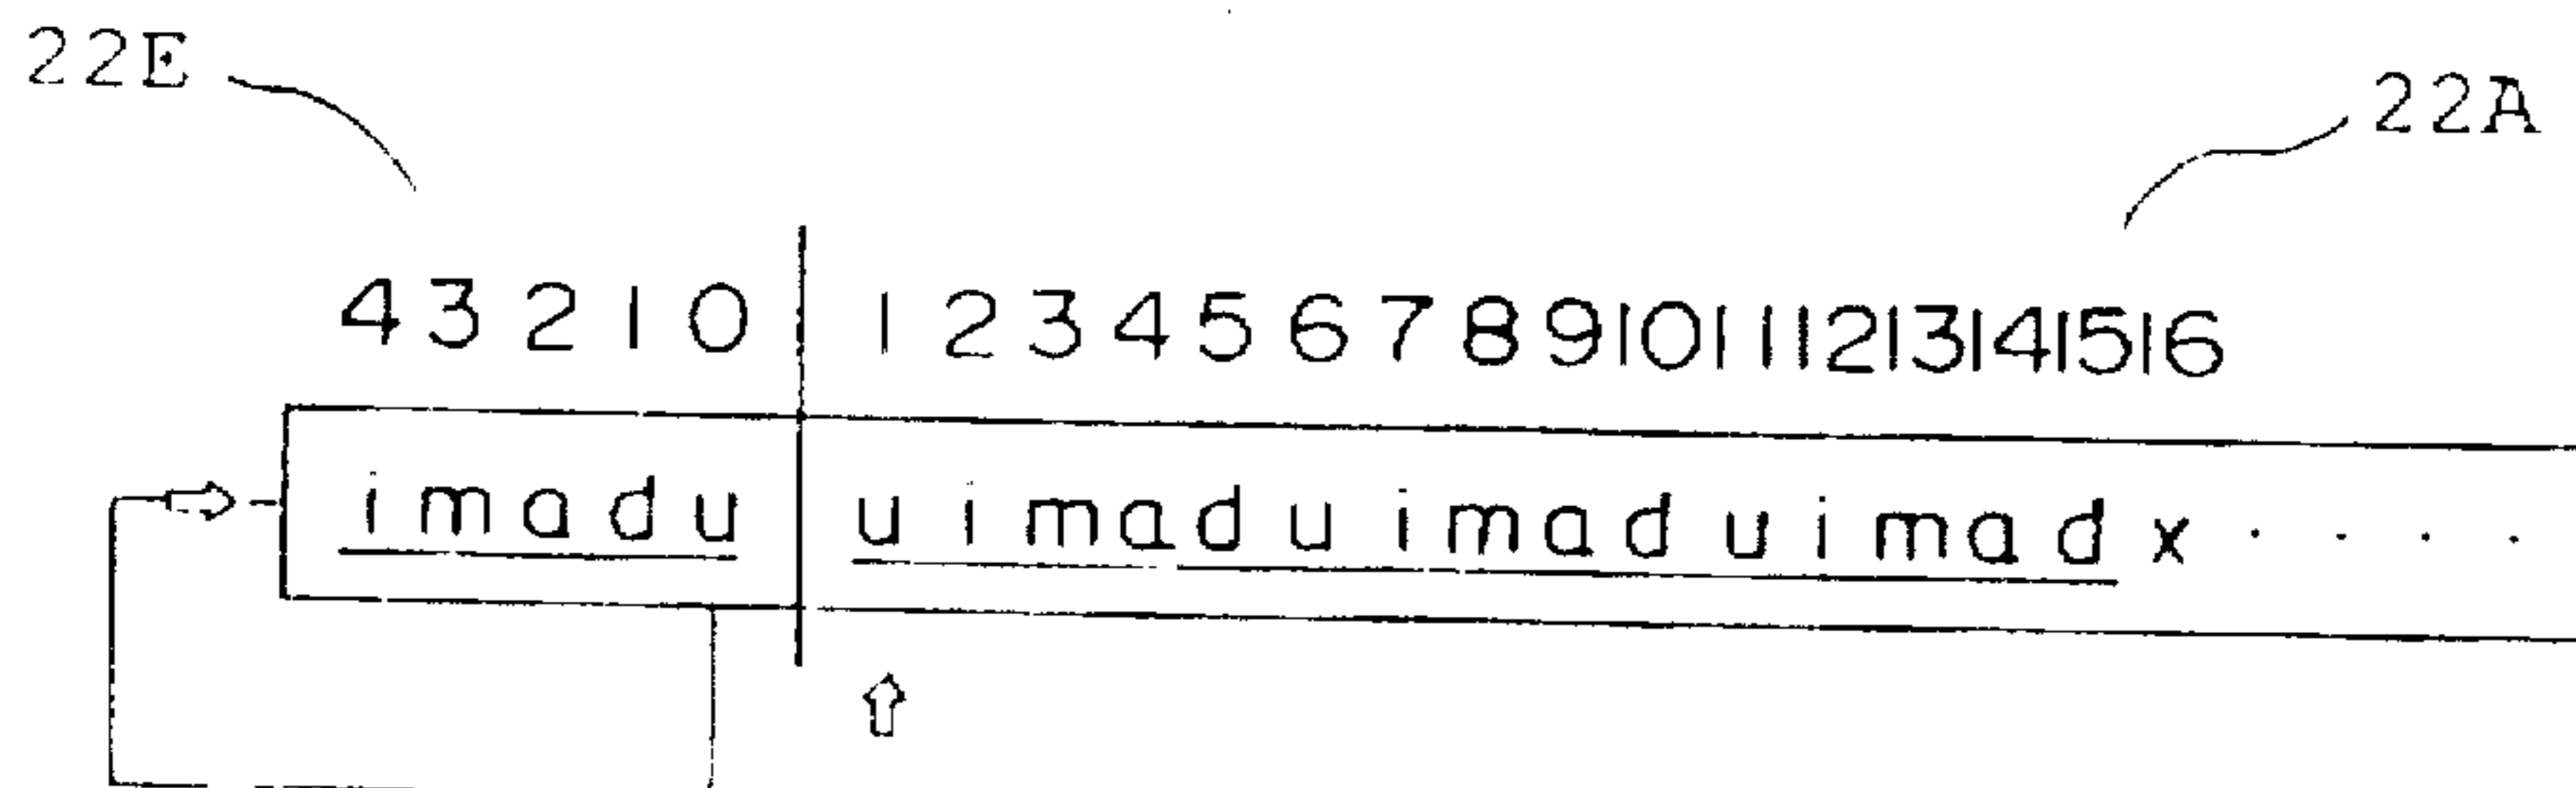 22E
22A
4 3 2 1 0 1 2 3 4 5 6 7 8 9 10 11 12 13 14 15 16
i m a d u u i m a d u i m a d u i m a d x · · · ·